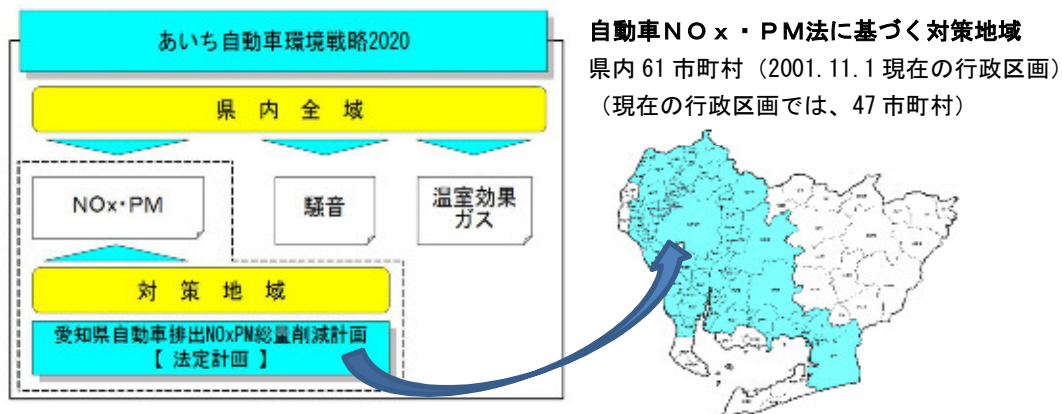 あいち自動車環境戦略2020
県 内 全 域
NOx・PM
騒音
温室効果
ガス
対 策 地 域
愛知県自動車排出NOxPM総量削減計画
【 法定計画 】
自動車NOx・PM法に基づく対策地域
県内 61 市町村（2001.11.1 現在の行政区画）
（現在の行政区画では、47 市町村）